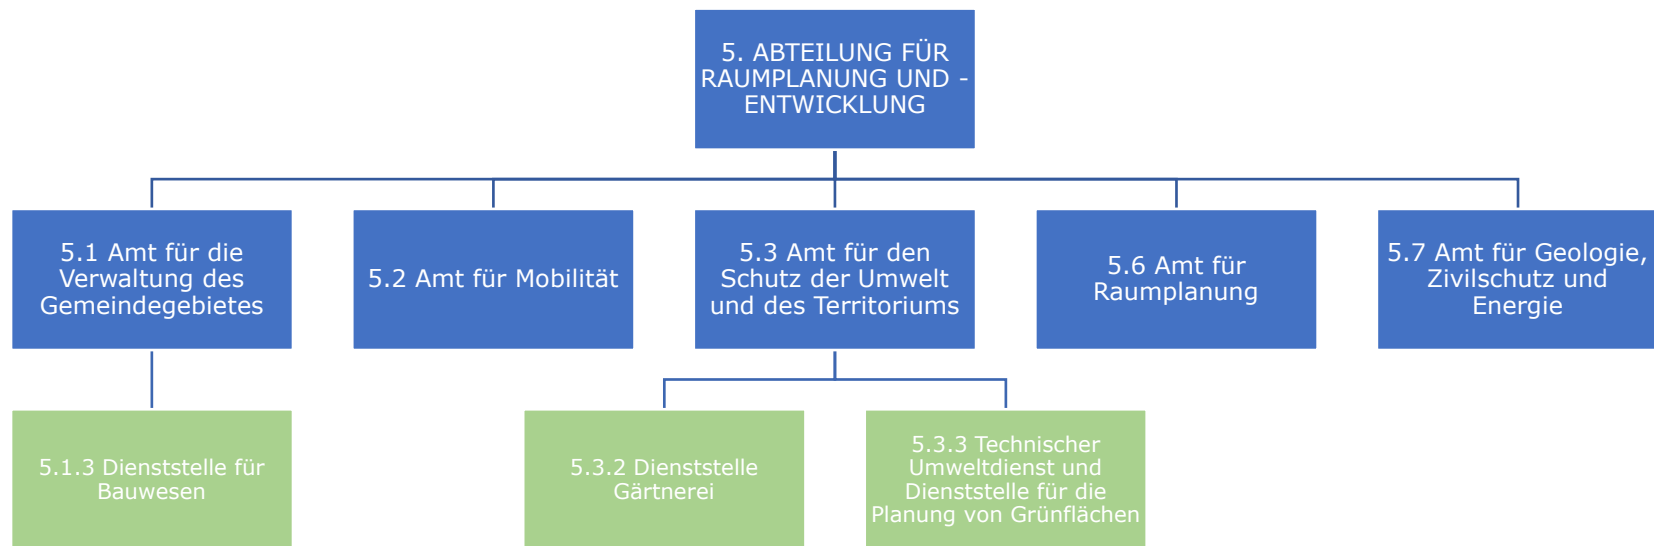 5. ABTEILUNG FÜR
RAUMPLANUNG UND -
ENTWICKLUNG
5.1 Amt für die
Verwaltung des
Gemeindegebietes
5.2 Amt für Mobilität
5.3 Amt für den
Schutz der Umwelt
und des Territoriums
5.6 Amt für
Raumplanung
5.7 Amt für Geologie,
Zivilschutz und
Energie
5.1.3 Dienststelle für
Bauwesen
5.3.2 Dienststelle
Gärtnerei
5.3.3 Technischer
Umweltdienst und
Dienststelle für die
Planung von Grünflächen